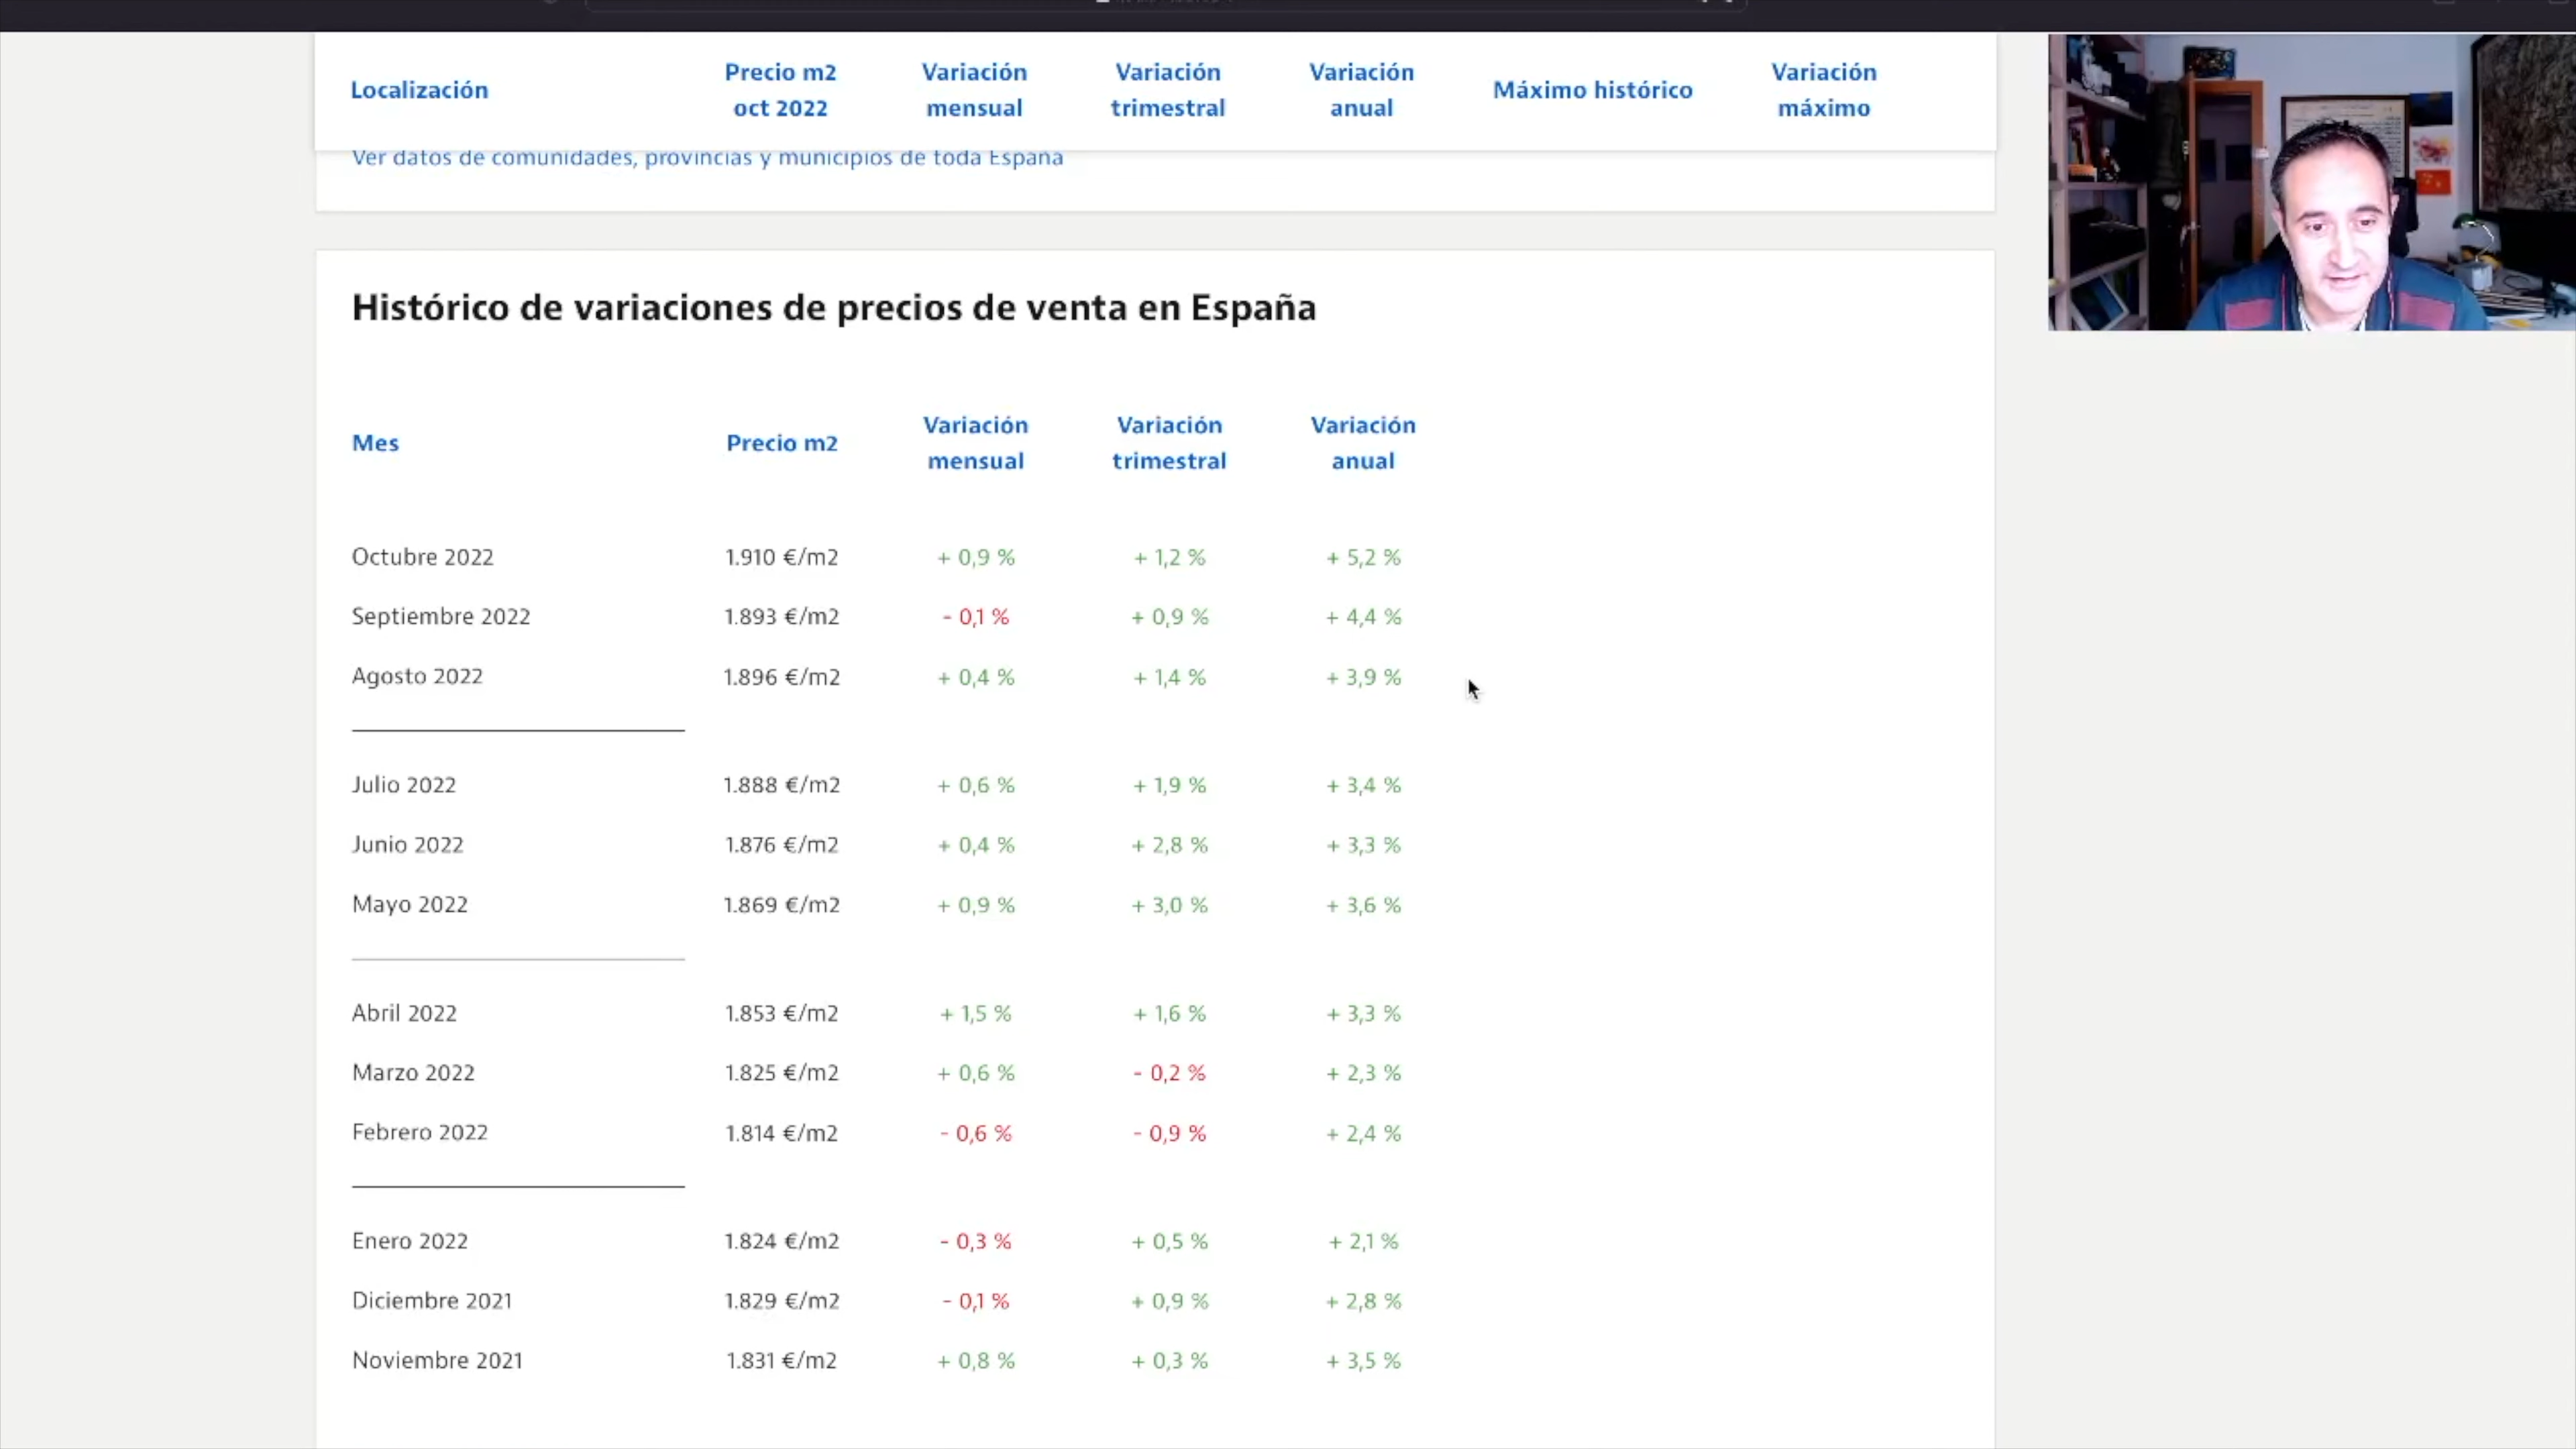 Localización
Precio m2 oct 2022
Variación mensual
Variación trimestral
Variación anual
Máximo histórico
Variación máximo
Ver datos de comunidades, provincias y municipios de toda España
Histórico de variaciones de precios de venta en España
Mes
Precio m2
Variación mensual
Variación trimestral
Variación anual
Octubre 2022 1.910 €/m2 + 0,9 % + 1,2 % + 5,2 %
Septiembre 2022 1.893 €/m2 - 0,1 % + 0,9 % + 4,4 %
Agosto 2022 1.896 €/m2 + 0,4 % + 1,4 % + 3,9 %
Julio 2022 1.888 €/m2 + 0,6 % + 1,9 % + 3,4 %
Junio 2022 1.876 €/m2 + 0,4 % + 2,8 % + 3,3 %
Mayo 2022 1.869 €/m2 + 0,9 % + 3,0 % + 3,6 %
Abril 2022 1.853 €/m2 + 1,5 % + 1,6 % + 3,3 %
Marzo 2022 1.825 €/m2 + 0,6 % - 0,2 % + 2,3 %
Febrero 2022 1.814 €/m2 - 0,6 % - 0,9 % + 2,4 %
Enero 2022 1.824 €/m2 - 0,3 % + 0,5 % + 2,1 %
Diciembre 2021 1.829 €/m2 - 0,1 % + 0,9 % + 2,8 %
Noviembre 2021 1.831 €/m2 + 0,8 % + 0,3 % + 3,5 %